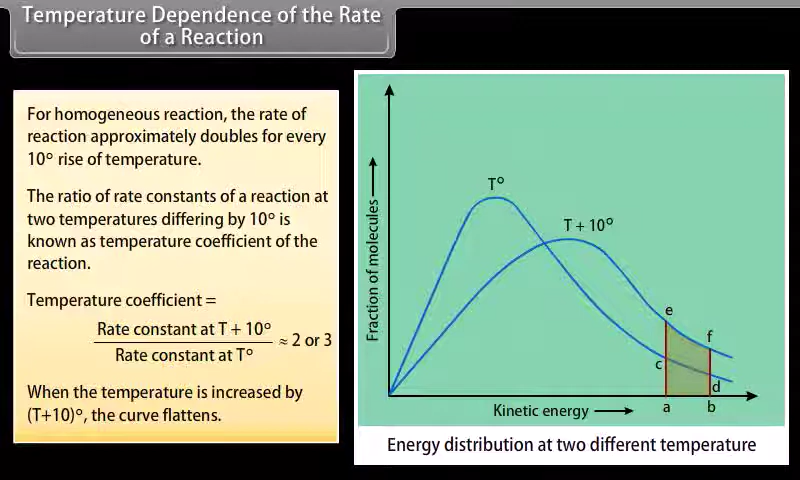 Temperature Dependence of the Rate
of a Reaction
For homogeneous reaction, the rate of
reaction approximately doubles for every
10° rise of temperature.
The ratio of rate constants of a reaction at
two temperatures differing by 10° is
known as temperature coefficient of the
reaction.
Temperature coefficient =
Rate constant at T + 10°
Rate constant at T°
≈ 2 or 3
When the temperature is increased by
(T+10)°, the curve flattens.
Fraction of molecules
T°
T + 10°
e
f
c
d
a
b
Kinetic energy
Energy distribution at two different temperature